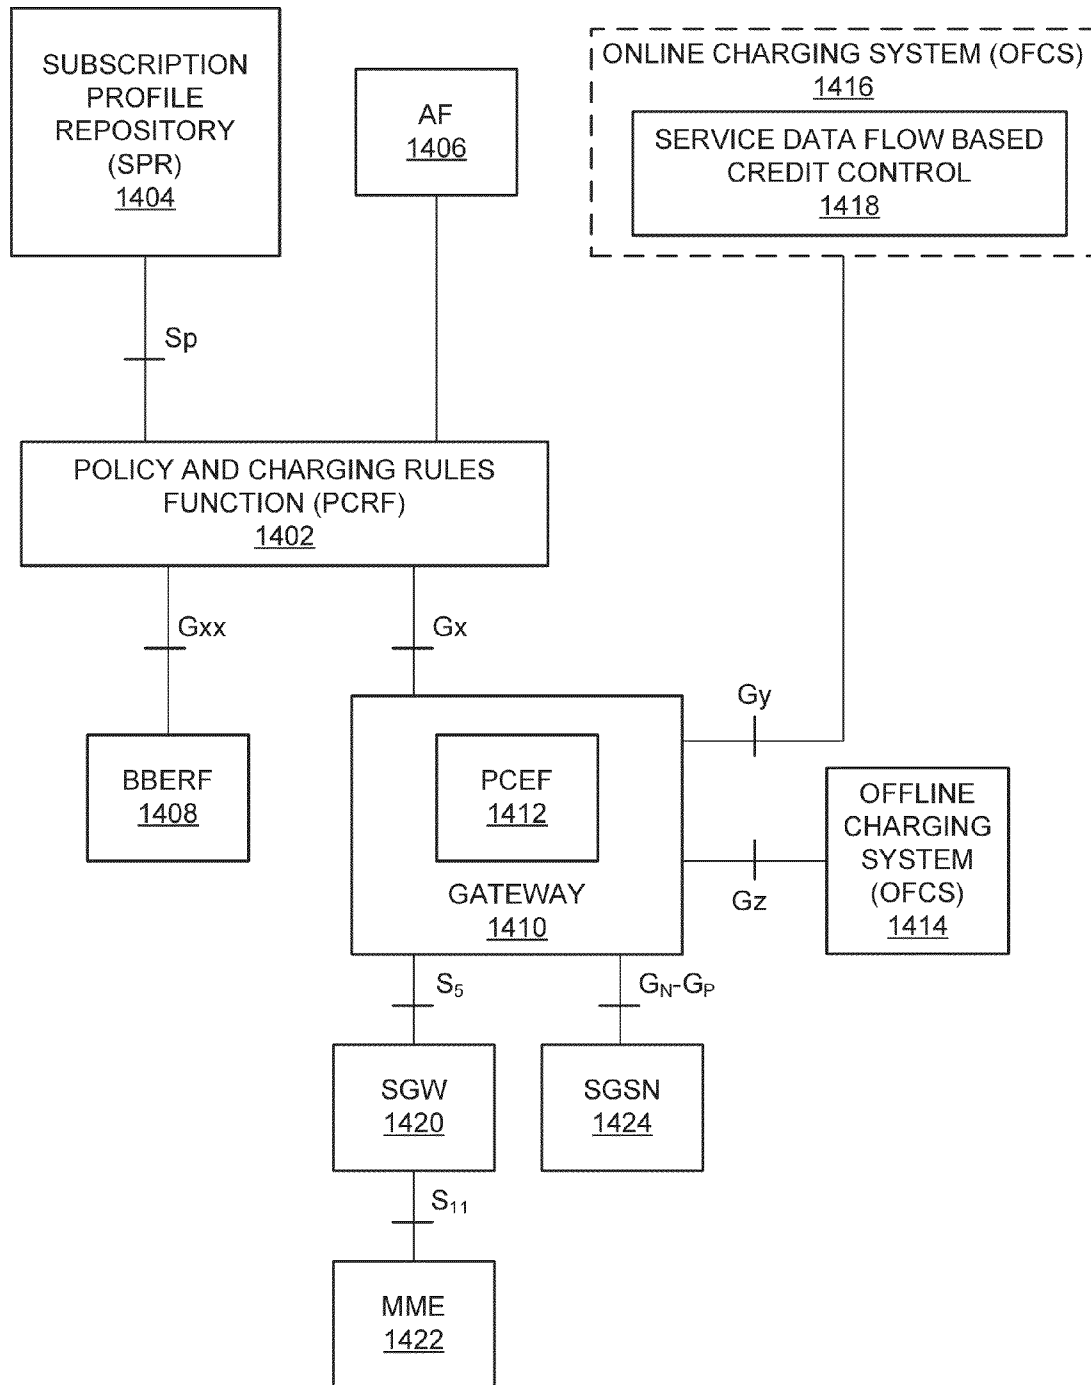 SUBSCRIPTION
PROFILE
REPOSITORY
(SPR)
1404
AF
1406
ONLINE CHARGING SYSTEM (OFCS)
1416
SERVICE DATA FLOW BASED
CREDIT CONTROL
1418
Sp
POLICY AND CHARGING RULES
FUNCTION (PCRF)
1402
Gxx
Gx
Gy
BBERF
1408
PCEF
1412
GATEWAY
1410
OFFLINE
CHARGING
SYSTEM
(OFCS)
1414
Gz
S5
GN-GP
SGW
1420
SGSN
1424
S11
MME
1422